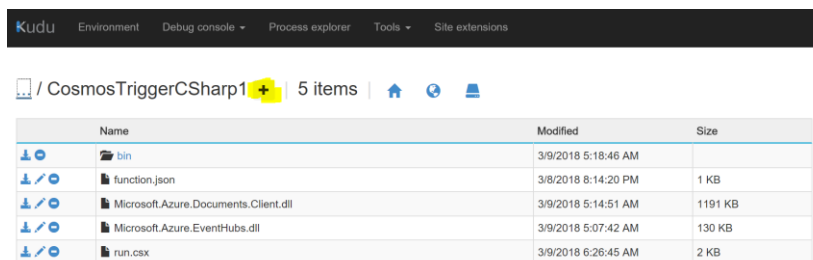 Kudu Environment Debug console Process explorer Tools Site extensions
... / CosmosTriggerCSharp1 + | 5 items |
Name Modified Size
bin 3/9/2018 5:18:46 AM
function.json 3/8/2018 8:14:20 PM 1 KB
Microsoft.Azure.Documents.Client.dll 3/9/2018 5:14:51 AM 1191 KB
Microsoft.Azure.EventHubs.dll 3/9/2018 5:07:42 AM 130 KB
run.csx 3/9/2018 6:26:45 AM 2 KB